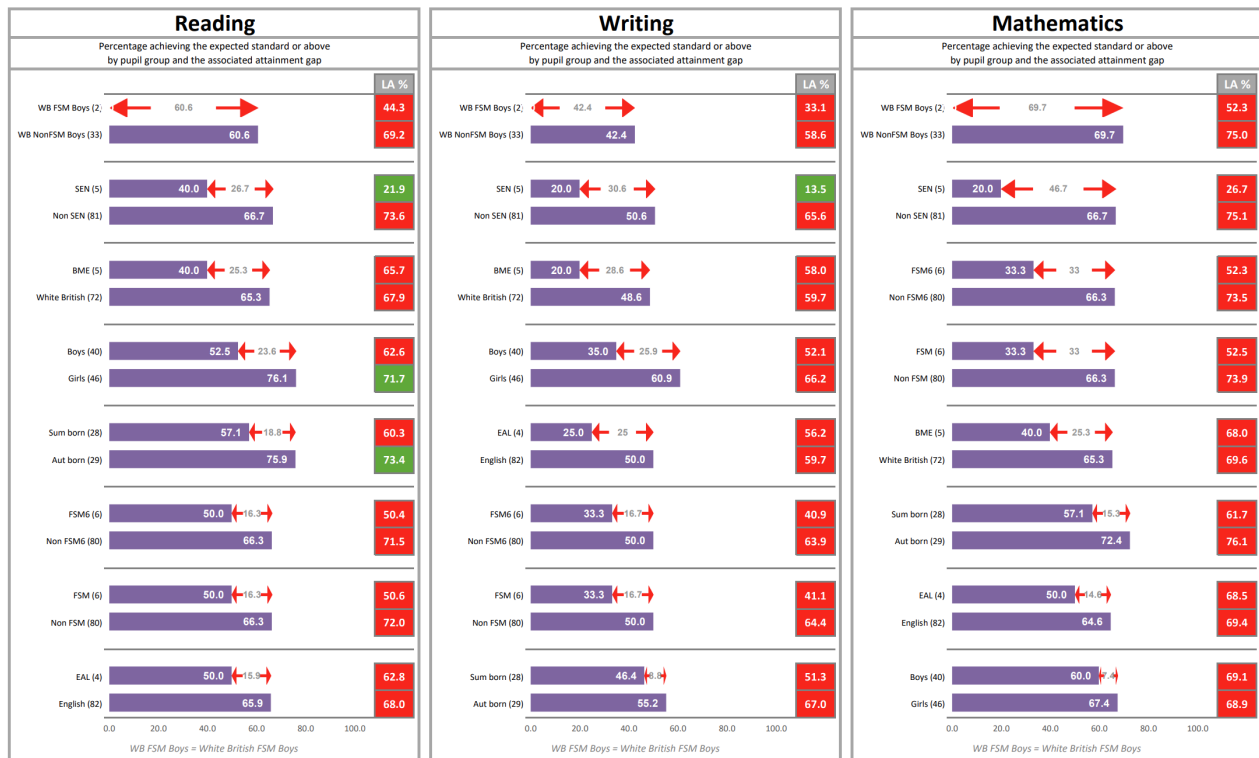 Reading
Percentage achieving the expected standard or above
by pupil group and the associated attainment gap
LA %
WB FSM Boys (2) 60.6 44.3
WB NonFSM Boys (33) 60.6 69.2
SEN (5) 40.0 26.7 21.9
Non SEN (81) 66.7 73.6
BME (5) 40.0 25.3 65.7
White British (72) 65.3 67.9
Boys (40) 52.5 23.6 62.6
Girls (46) 76.1 71.7
Sum born (28) 57.1 18.8 60.3
Aut born (29) 75.9 73.4
FSM6 (6) 50.0 16.3 50.4
Non FSM6 (80) 66.3 71.5
FSM (6) 50.0 16.3 50.6
Non FSM (80) 66.3 72.0
EAL (4) 50.0 15.9 62.8
English (82) 65.9 68.0
0.0 20.0 40.0 60.0 80.0 100.0
WB FSM Boys = White British FSM Boys
Writing
Percentage achieving the expected standard or above
by pupil group and the associated attainment gap
LA %
WB FSM Boys (2) 42.4 33.1
WB NonFSM Boys (33) 42.4 58.6
SEN (5) 20.0 30.6 13.5
Non SEN (81) 50.6 65.6
BME (5) 20.0 28.6 58.0
White British (72) 48.6 59.7
Boys (40) 35.0 25.9 52.1
Girls (46) 60.9 66.2
EAL (4) 25.0 25 56.2
English (82) 50.0 59.7
FSM6 (6) 33.3 16.7 40.9
Non FSM6 (80) 50.0 63.9
FSM (6) 33.3 16.7 41.1
Non FSM (80) 50.0 64.4
Sum born (28) 46.4 8.8 51.3
Aut born (29) 55.2 67.0
0.0 20.0 40.0 60.0 80.0 100.0
WB FSM Boys = White British FSM Boys
Mathematics
Percentage achieving the expected standard or above
by pupil group and the associated attainment gap
LA %
WB FSM Boys (2) 69.7 52.3
WB NonFSM Boys (33) 69.7 75.0
SEN (5) 20.0 46.7 26.7
Non SEN (81) 66.7 75.1
FSM6 (6) 33.3 33 52.3
Non FSM6 (80) 66.3 73.5
FSM (6) 33.3 33 52.5
Non FSM (80) 66.3 73.9
BME (5) 40.0 25.3 68.0
White British (72) 65.3 69.6
Sum born (28) 57.1 15.3 61.7
Aut born (29) 72.4 76.1
EAL (4) 50.0 14.6 68.5
English (82) 64.6 69.4
Boys (40) 60.0 7.4 69.1
Girls (46) 67.4 68.9
0.0 20.0 40.0 60.0 80.0 100.0
WB FSM Boys = White British FSM Boys